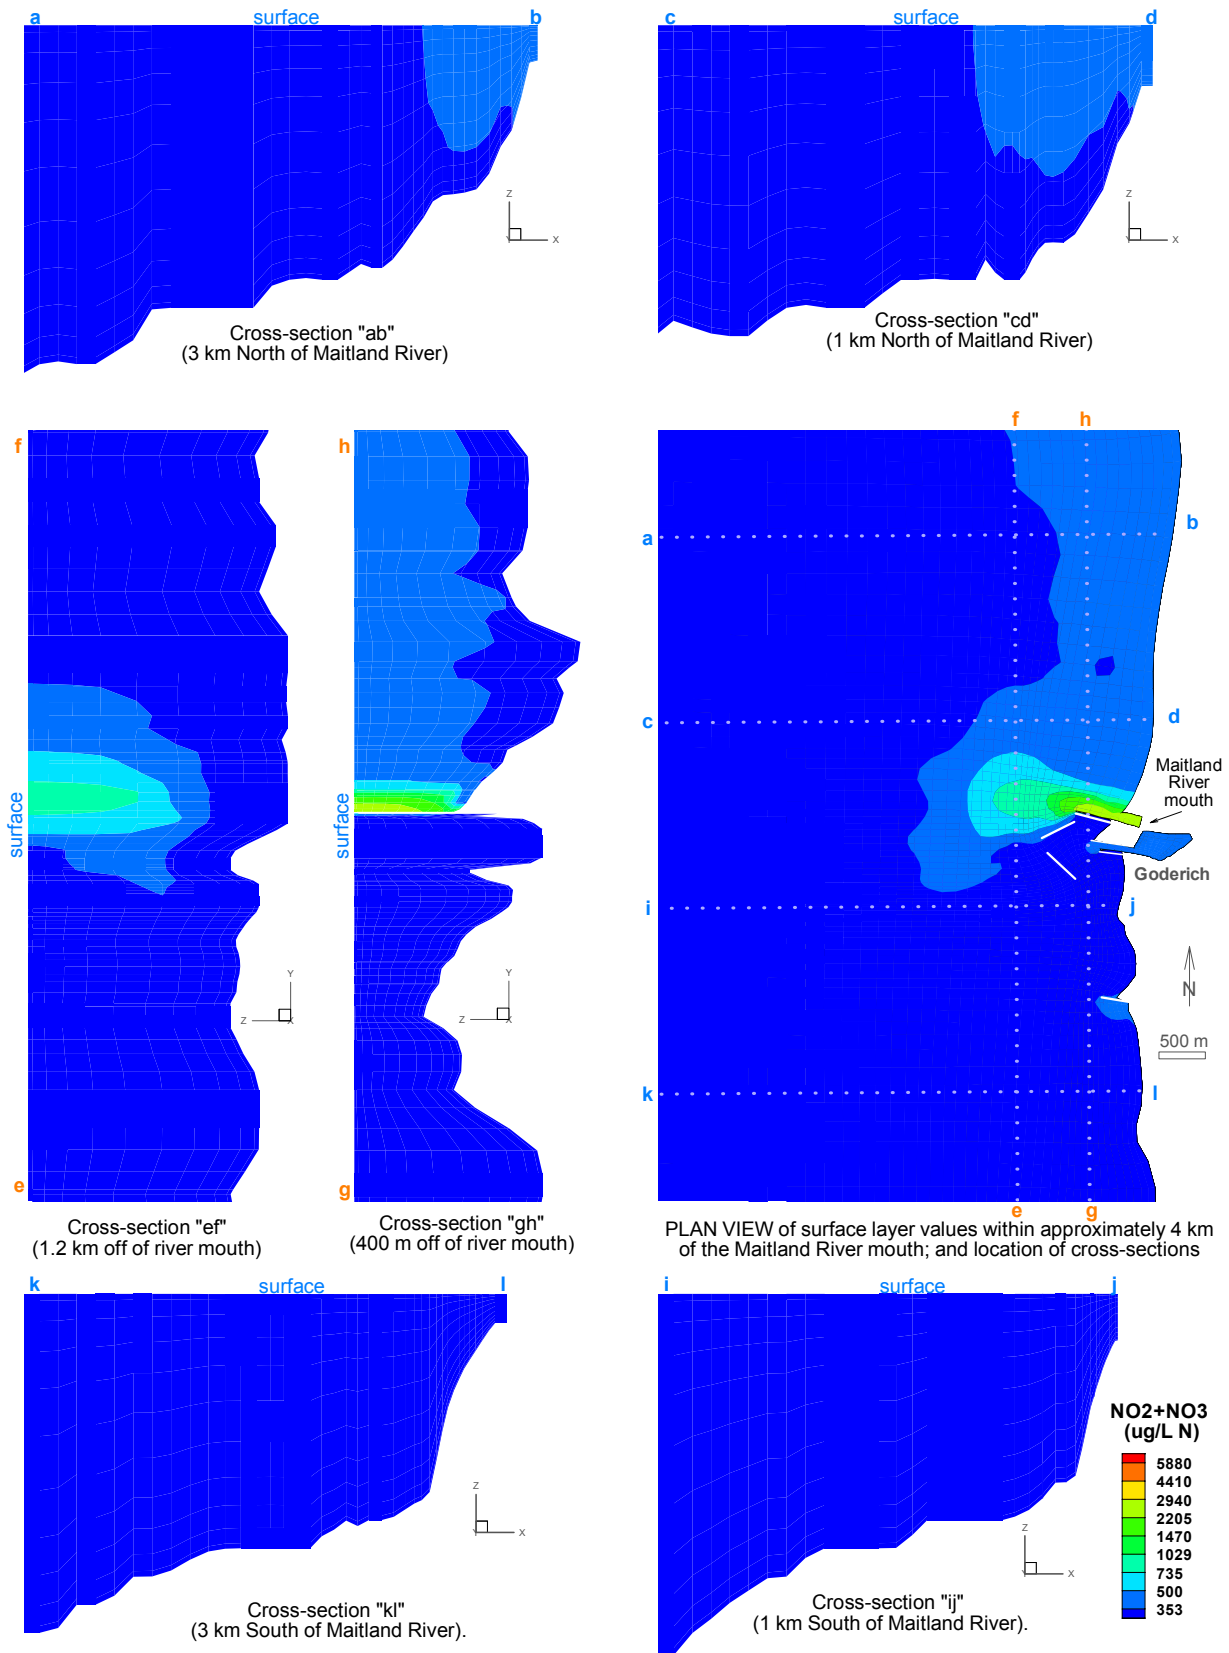 a surface b
c surface d
Z
X
Y
Z
X
Y
Cross-section "ab"
(3 km North of Maitland River)
Cross-section "cd"
(1 km North of Maitland River)
f
h
f h
surface
surface
a
b
c
d
i
j
k
l
Maitland
River
mouth
Goderich
N
500 m
Y
Z
X
Y
Z
X
e
g
e g
Cross-section "ef"
(1.2 km off of river mouth)
Cross-section "gh"
(400 m off of river mouth)
PLAN VIEW of surface layer values within approximately 4 km
of the Maitland River mouth; and location of cross-sections
k surface l
i surface j
Z
X
Y
Z
X
Y
Cross-section "kl"
(3 km South of Maitland River).
Cross-section "ij"
(1 km South of Maitland River).
NO2+NO3
(ug/L N)
5880
4410
2940
2205
1470
1029
735
500
353